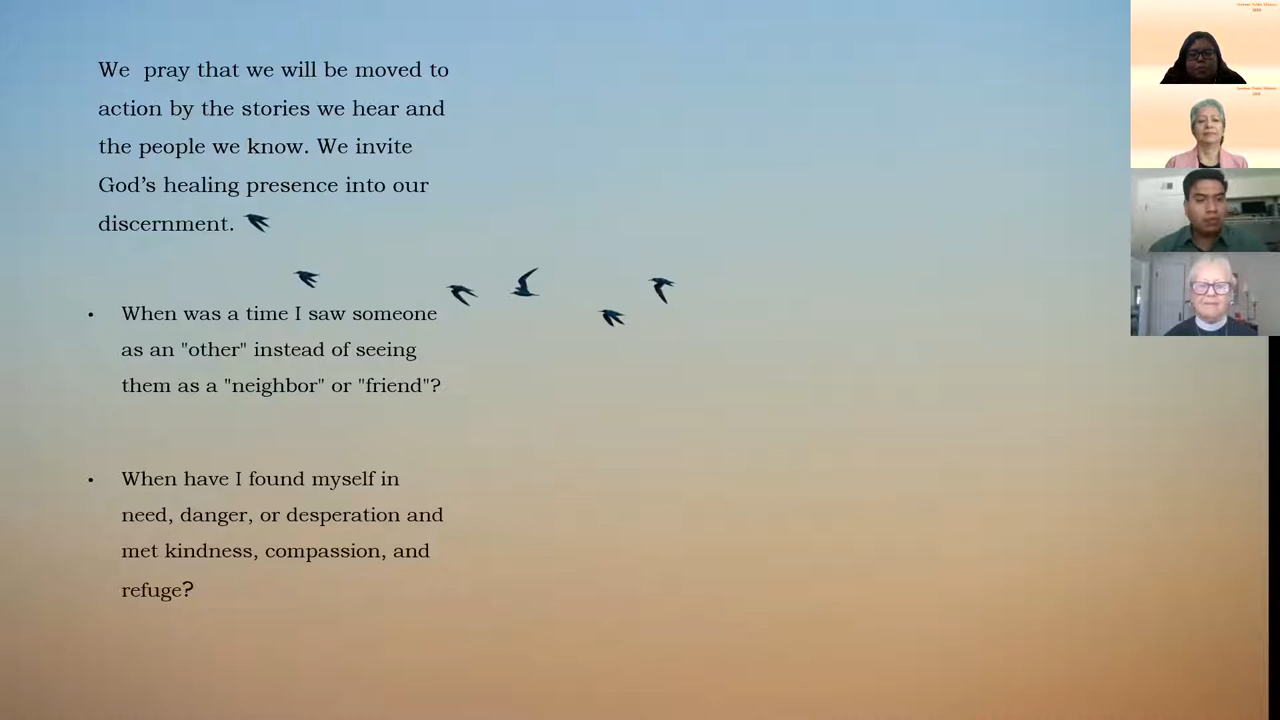 We  pray that we will be moved to
action by the stories we hear and
the people we know. We invite
God's healing presence into our
discernment.
• When was a time I saw someone
as an "other" instead of seeing
them as a "neighbor" or "friend"?
• When have I found myself in
need, danger, or desperation and
met kindness, compassion, and
refuge?